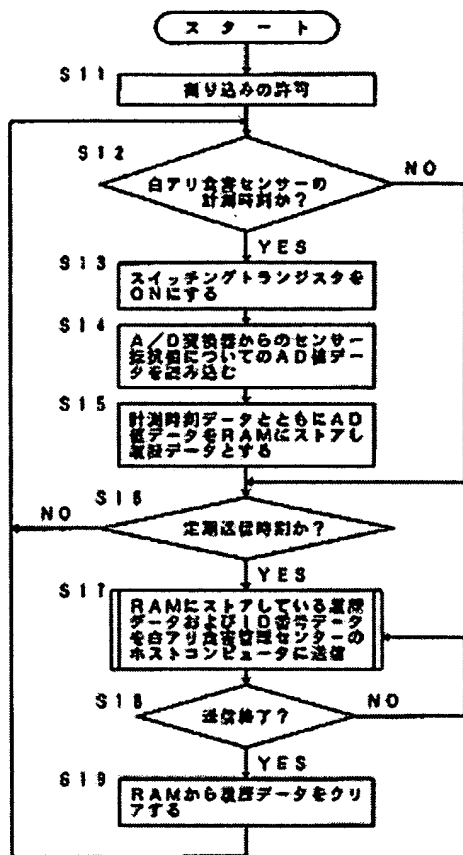 スタート
S11
割り込みの許可
S12
NO
白アリ食害センサーの
計測時刻か?
YES
S13
スイッチングトランジスタを
ONにする
S14
A/D変換器からのセンサー
抵抗値についてのAD値デー
タを読み込む
S15
計測時刻データとともにAD
値データをRAMにストアし
履歴データとする
S16
NO
定期送信時刻か?
YES
S17
RAMにストアしている履歴
データおよびID番号データ
を白アリ食害管理センターの
ホストコンピュータに送信
S18
NO
送信終了?
YES
S19
RAMから履歴データをクリ
アする